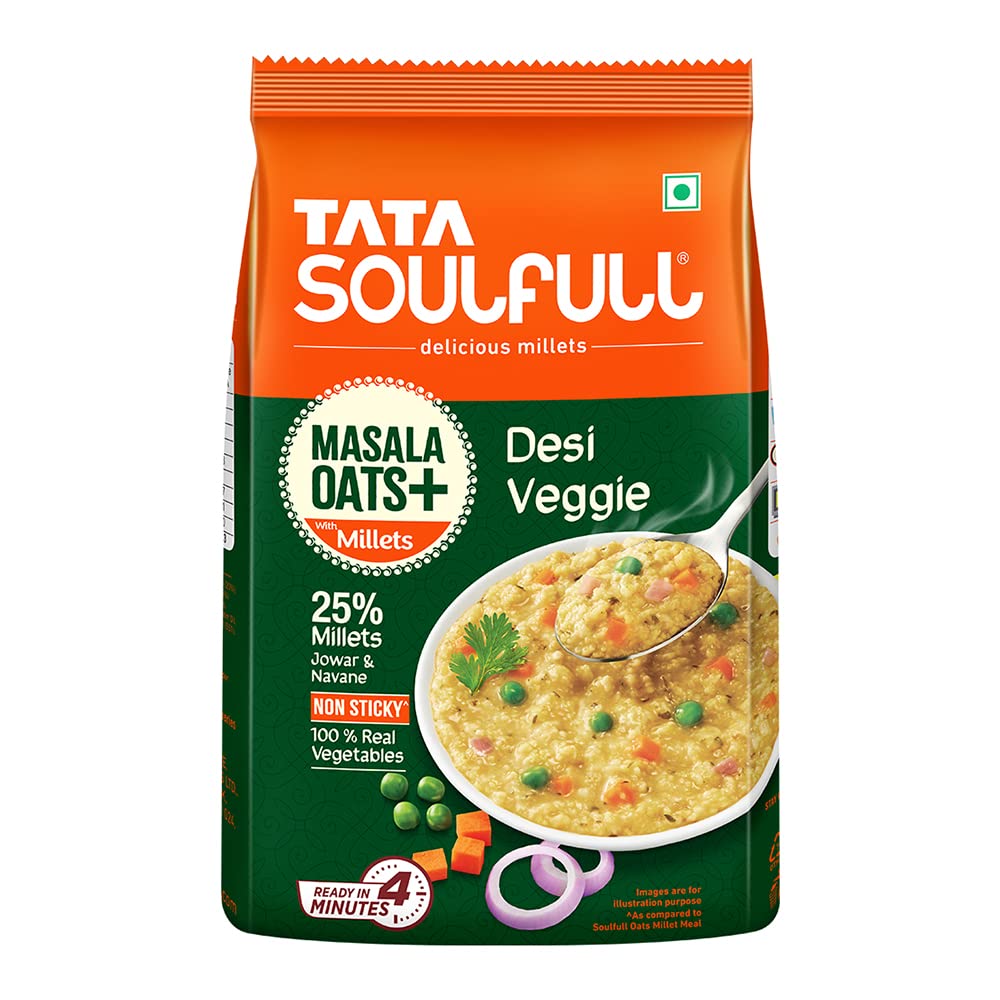 TATA
SOULFULL®
delicious millets
MASALA
OATS+
With
Millets
Desi
Veggie
25%
Millets
Jowar &
Navane
NON STICKY^
100 % Real
Vegetables
READY IN 4
MINUTES
Images are for
illustration purpose
^As compared to
Soulfull Oats Millet Meal